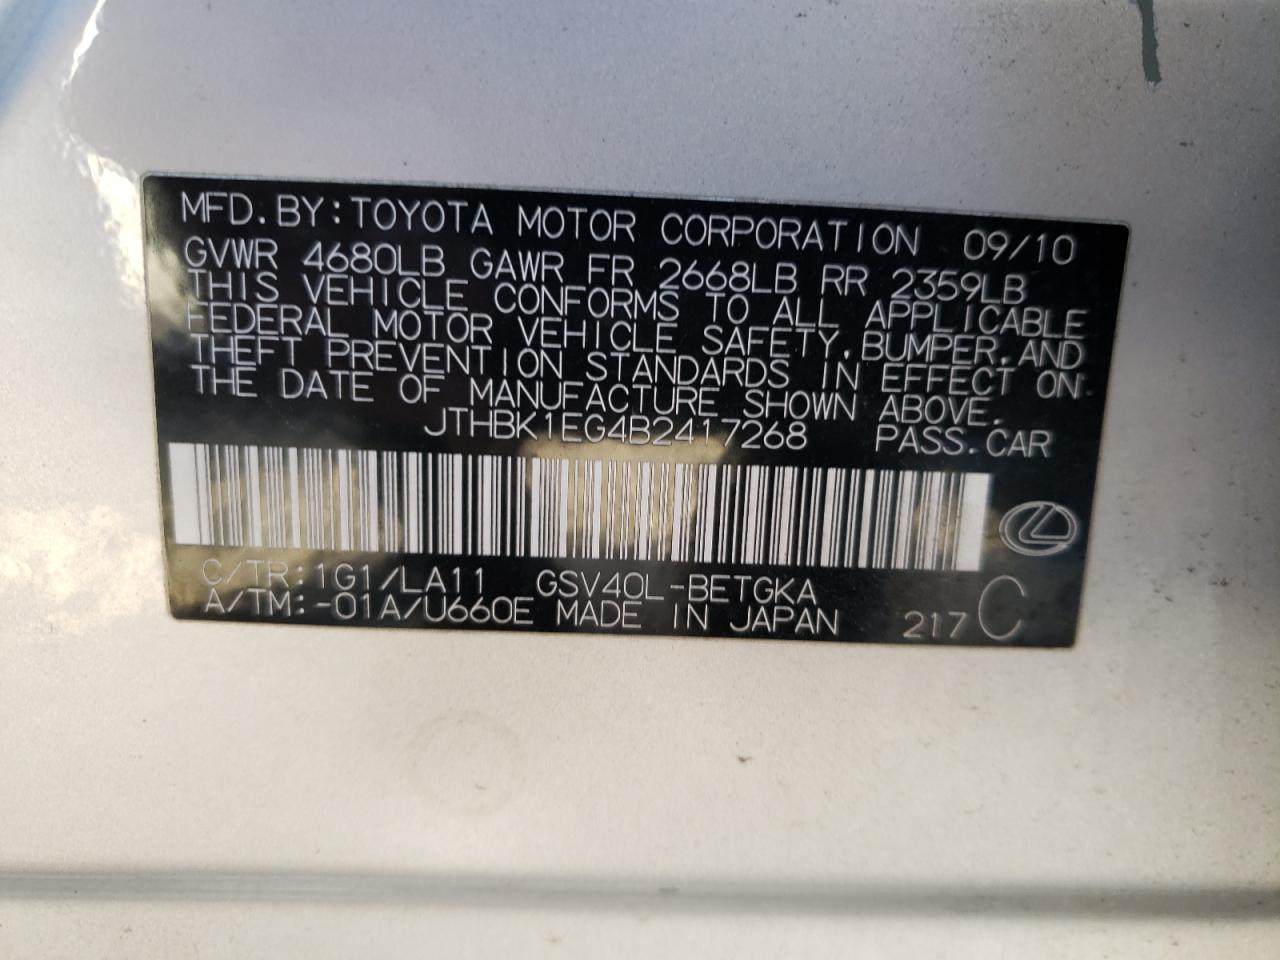 MFD. BY: TOYOTA MOTOR CORPORATION 09/10
GVWR 4680LB GAWR FR 2668LB RR 2359LB
THIS VEHICLE CONFORMS TO ALL APPLICABLE
FEDERAL MOTOR VEHICLE SAFETY, BUMPER, AND
THEFT PREVENTION STANDARDS IN EFFECT ON
THE DATE OF MANUFACTURE SHOWN ABOVE.
JTHBK1EG4B2417268 PASS. CAR
C/TR: 1G1/LA11 GSV40L-BETGKA
A/TM: -01A/U660E MADE IN JAPAN 217 C